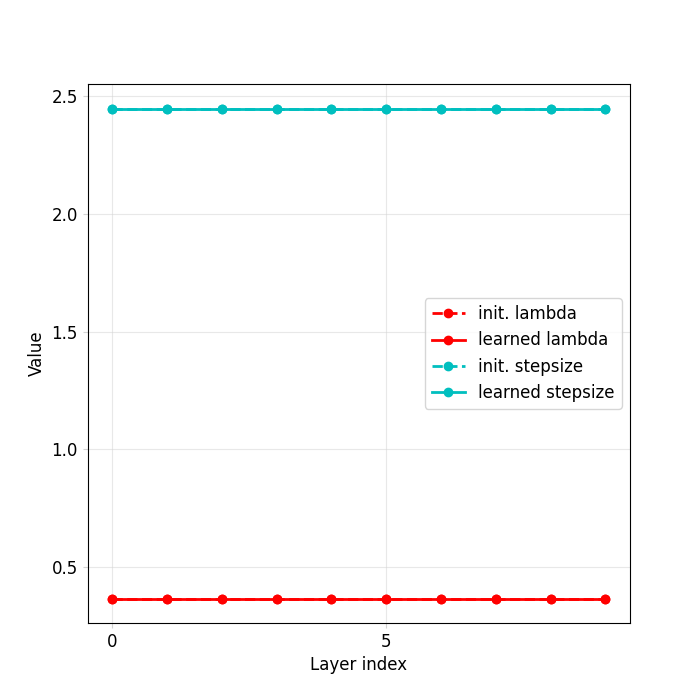 2.5
2.0
1.5
1.0
0.5
Value
init. lambda
learned lambda
init. stepsize
learned stepsize
0
5
Layer index